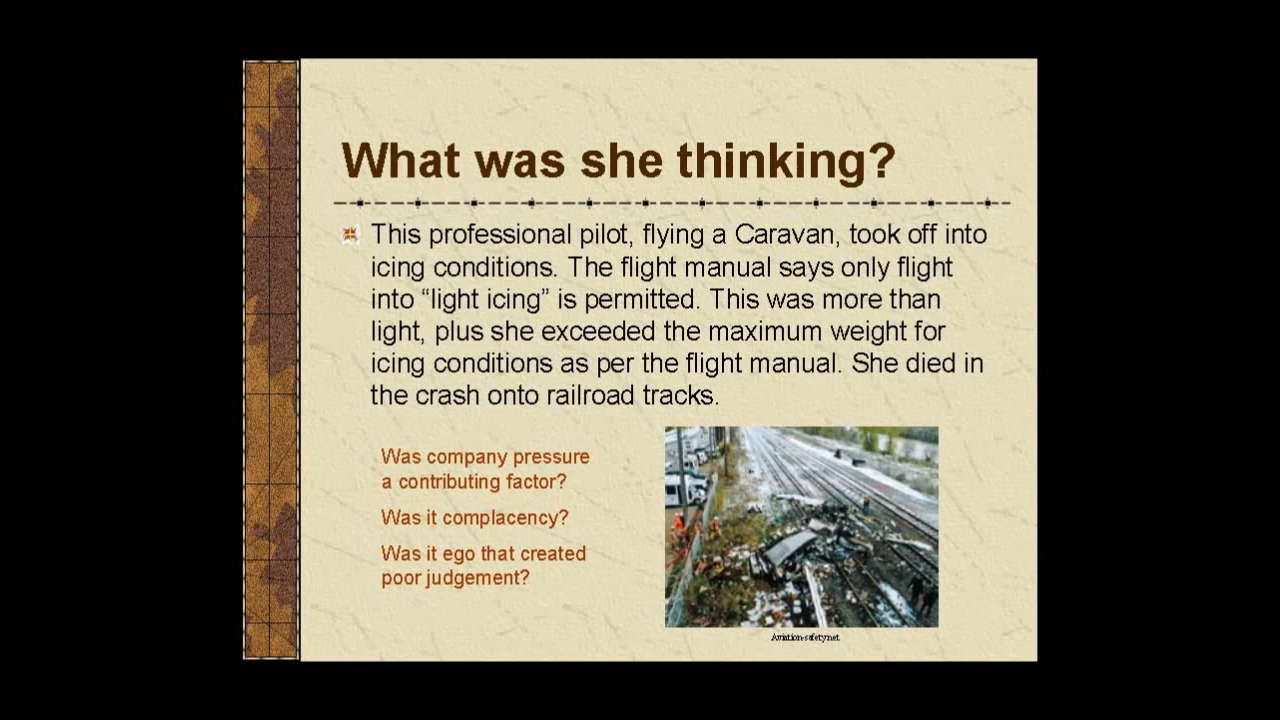 What was she thinking?
This professional pilot, flying a Caravan, took off into
icing conditions. The flight manual says only flight
into “light icing” is permitted. This was more than
light, plus she exceeded the maximum weight for
icing conditions as per the flight manual. She died in
the crash onto railroad tracks.
Was company pressure
a contributing factor?
Was it complacency?
Was it ego that created
poor judgement?
Aviation-safety.net